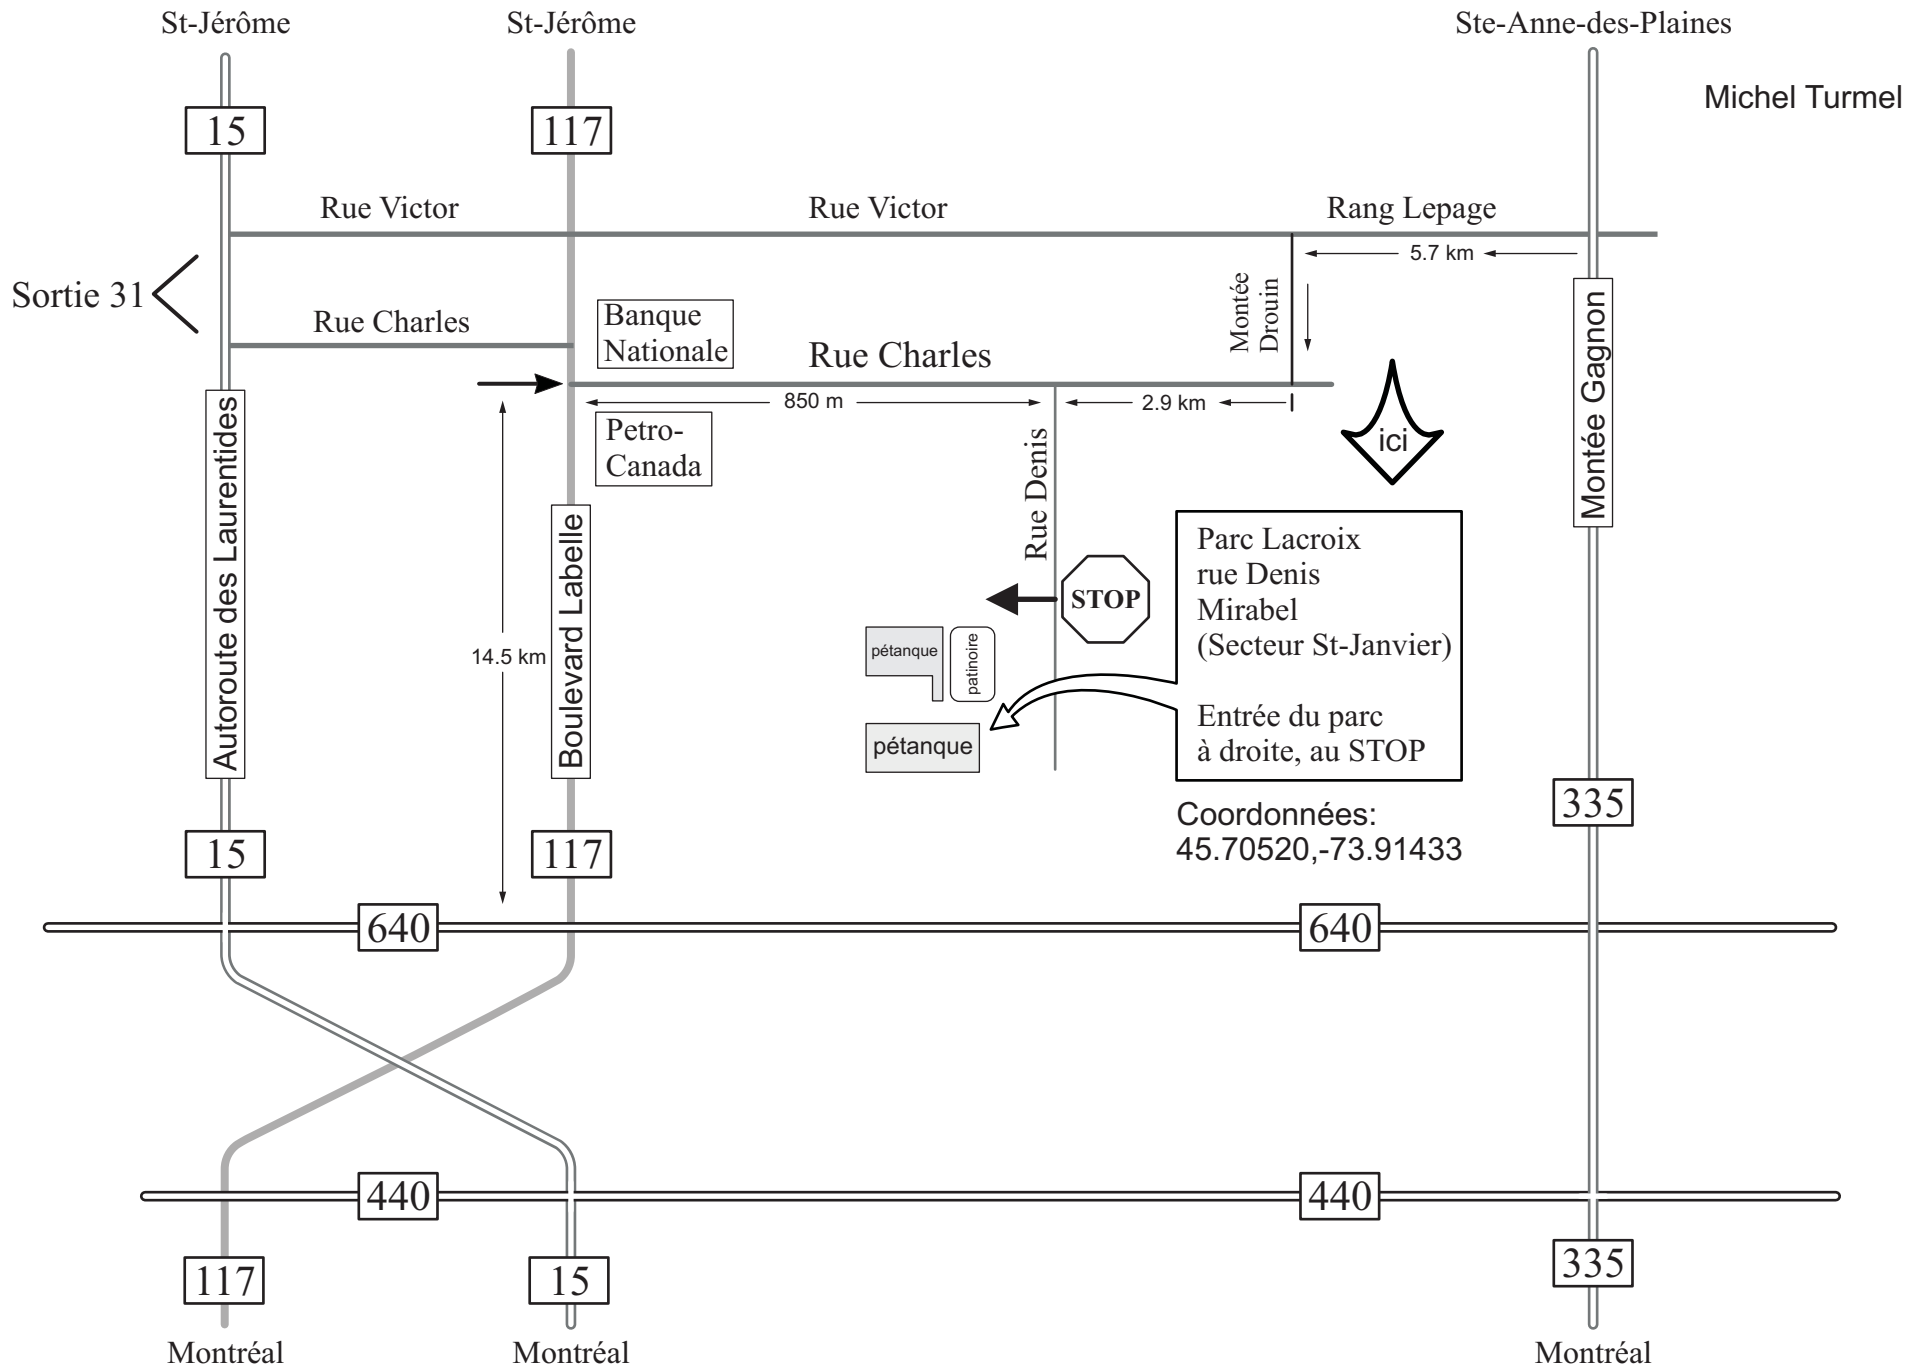 St-Jérôme
St-Jérôme
Ste-Anne-des-Plaines
Michel Turmel
15
117
Rue Victor
Rue Victor
Rang Lepage
5.7 km
Sortie 31
Montée
Drouin
Rue Charles
Banque
Nationale
Rue Charles
850 m
2.9 km
Petro-
Canada
ici
Montée Gagnon
Autoroute des Laurentides
Boulevard Labelle
Rue Denis
STOP
Parc Lacroix
rue Denis
Mirabel
(Secteur St-Janvier)
Entrée du parc
à droite, au STOP
14.5 km
pétanque
patinoire
pétanque
Coordonnées:
45.70520,-73.91433
335
15
117
640
640
440
440
117
15
335
Montréal
Montréal
Montréal